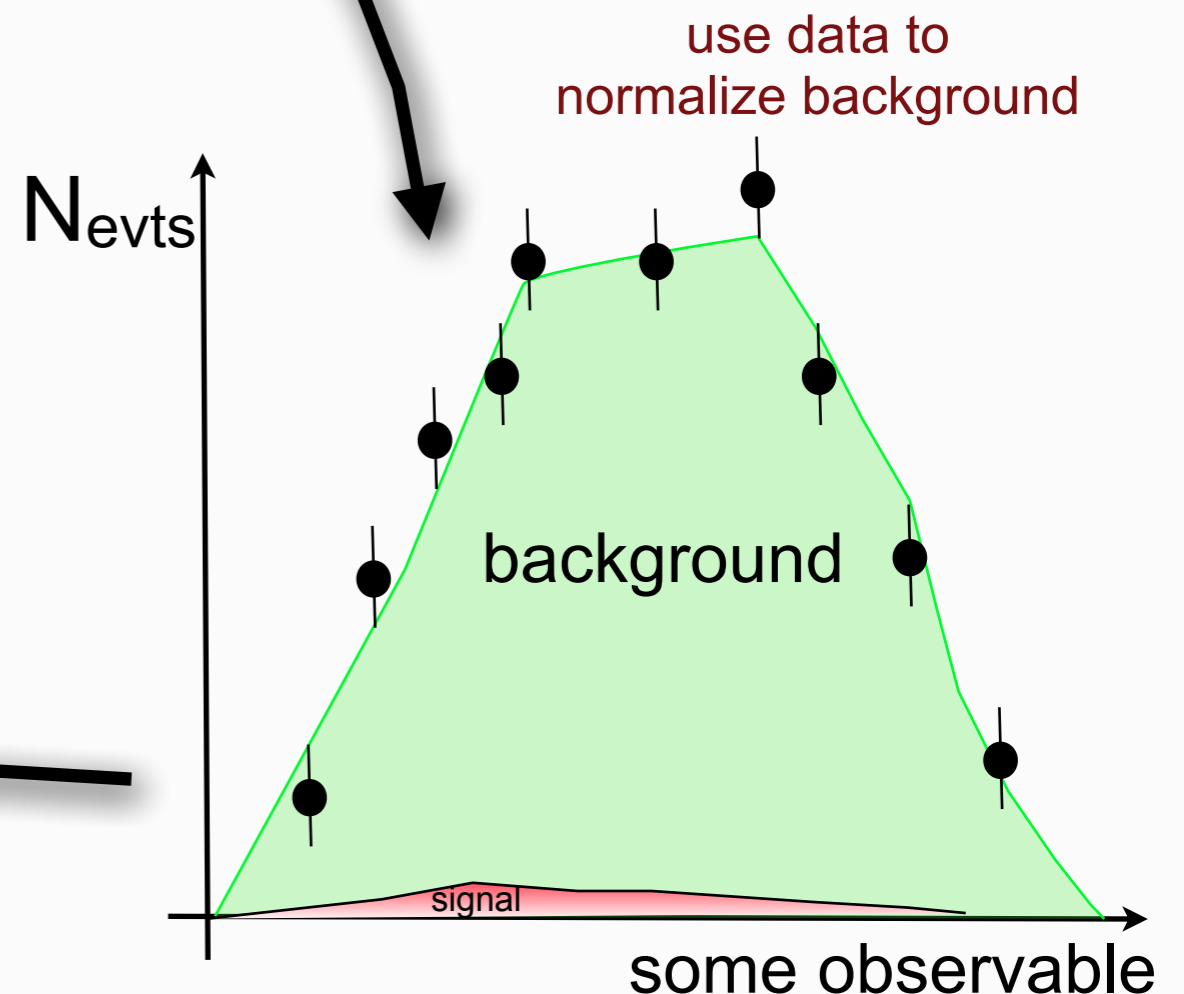 use data to
normalize background
Nevts
background
signal
some observable